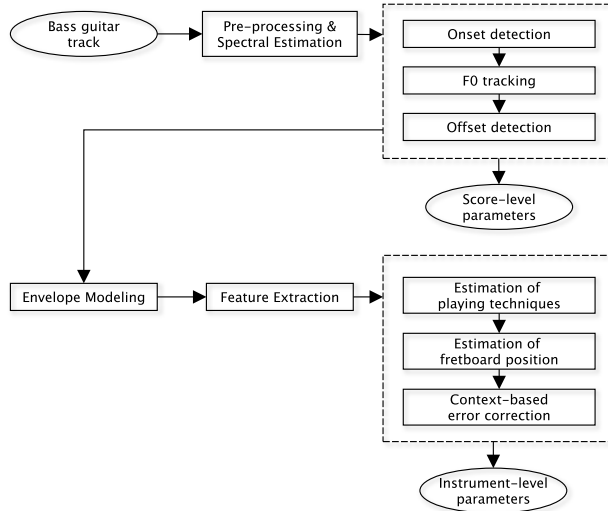 Bass guitar
track
Pre-processing &
Spectral Estimation
Onset detection
F0 tracking
Offset detection
Score-level
parameters
Envelope Modeling
Feature Extraction
Estimation of
playing techniques
Estimation of
fretboard position
Context-based
error correction
Instrument-level
parameters